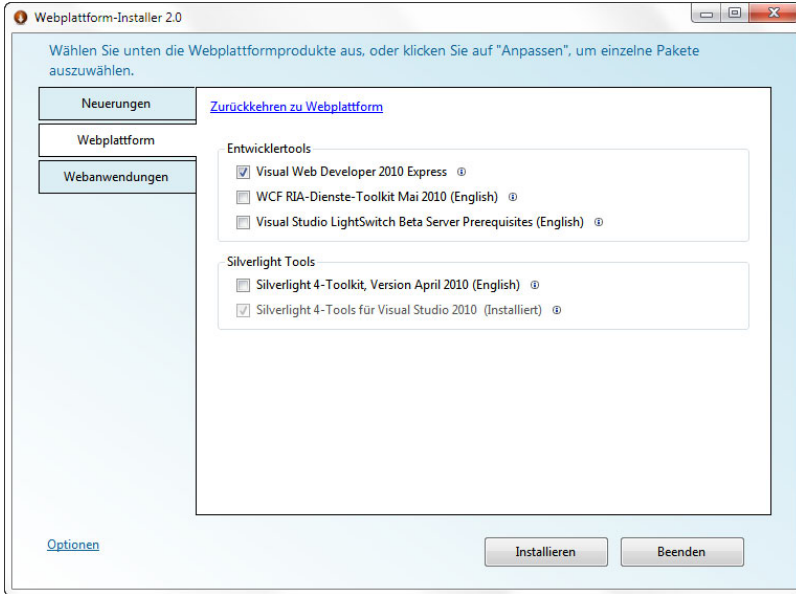 Webplattform-Installer 2.0
Wählen Sie unten die Webplattformprodukte aus, oder klicken Sie auf "Anpassen", um einzelne Pakete
auszuwählen.
Neuerungen
Webplattform
Webanwendungen
Zurückkehren zu Webplattform
Entwicklertools
Visual Web Developer 2010 Express
WCF RIA-Dienste-Toolkit Mai 2010 (English)
Visual Studio LightSwitch Beta Server Prerequisites (English)
Silverlight Tools
Silverlight 4-Toolkit, Version April 2010 (English)
Silverlight 4-Tools für Visual Studio 2010 (Installiert)
Optionen
Installieren
Beenden